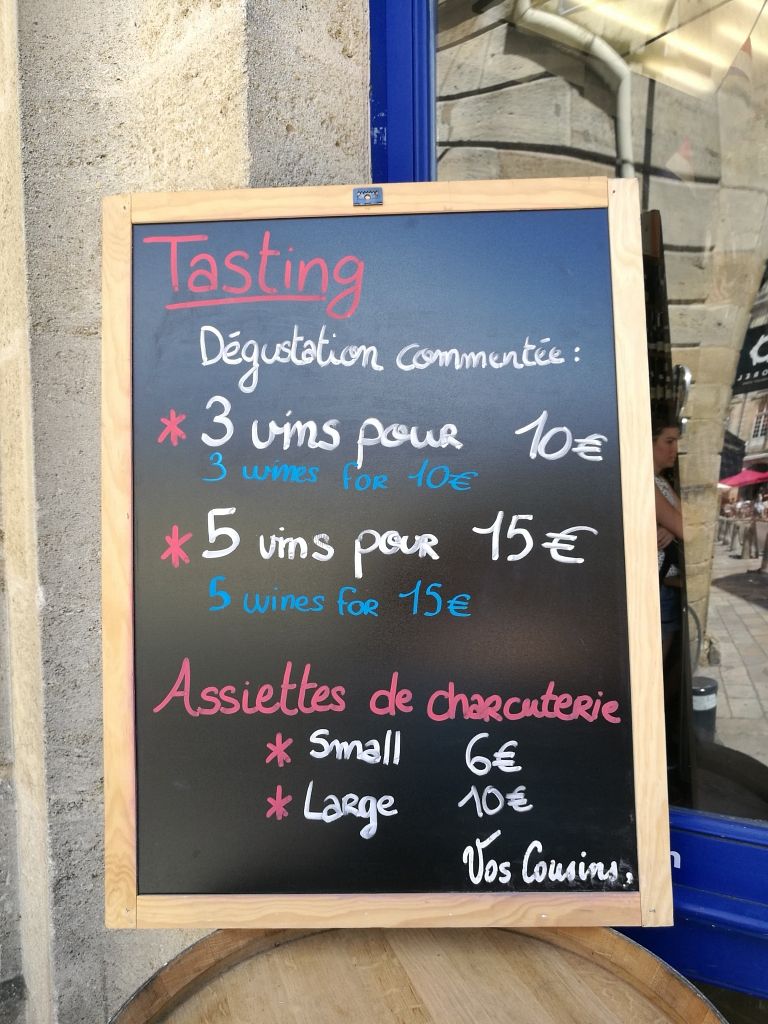 Tasting
Dégustation commentée :
* 3 vins pour 10€
3 wines for 10€
* 5 vins pour 15€
5 wines for 15€
Assiettes de charcuterie
* Small 6€
* Large 10€
Vos Cousins.